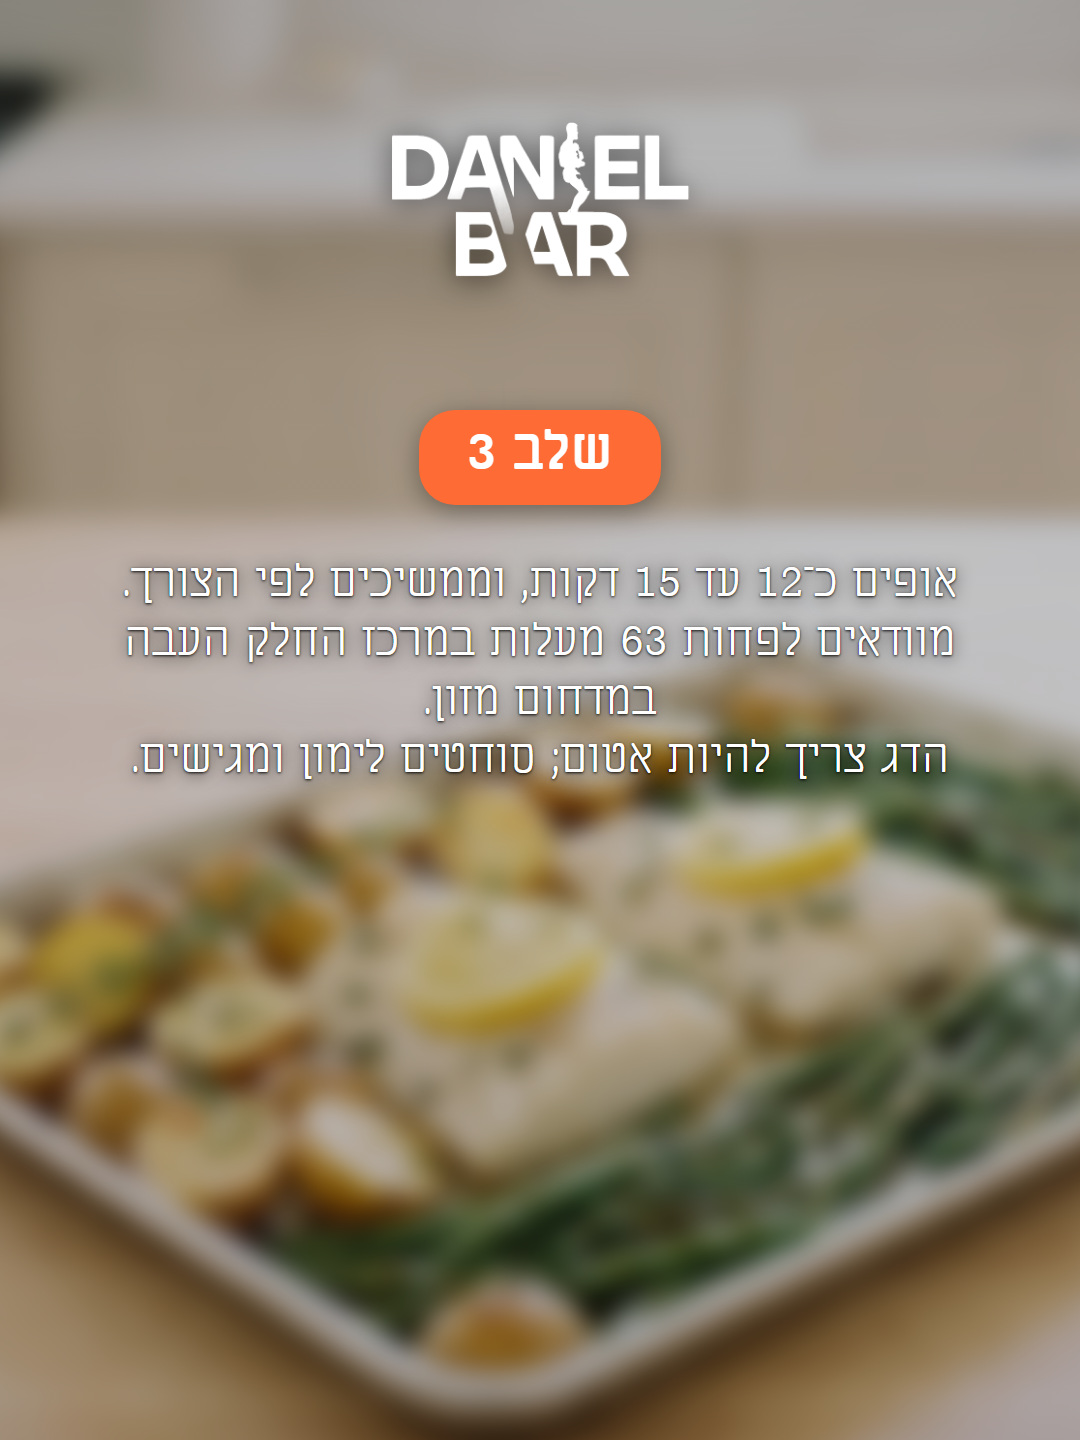 DANIEL
BAR
שלב 3
אופים כ־12 עד 15 דקות, וממשיכים לפי הצורך.
מוודאים לפחות 63 מעלות במרכז החלק העבה
במדחום מזון.
הדג צריך להיות אטום; סוחטים לימון ומגישים.